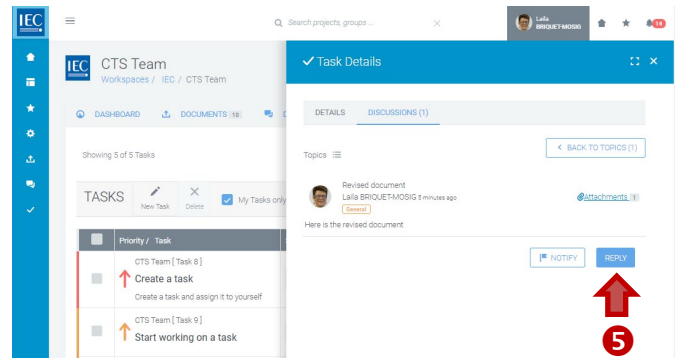 IEC
Search projects, groups ...
Laila
BRIQUET-MOSIG
14
IEC
CTS Team
Workspaces / IEC / CTS Team
DASHBOARD
DOCUMENTS 18
Showing 5 of 5 Tasks
TASKS
New Task
Delete
My Tasks only
Priority / Task
CTS Team [ Task 8 ]
Create a task
Create a task and assign it to yourself
CTS Team [ Task 9 ]
Start working on a task
Task Details
DETAILS
DISCUSSIONS (1)
Topics
< BACK TO TOPICS (1)
Revised document
Laila BRIQUET-MOSIG 5 minutes ago
General
Attachments 1
Here is the revised document
NOTIFY
REPLY
5